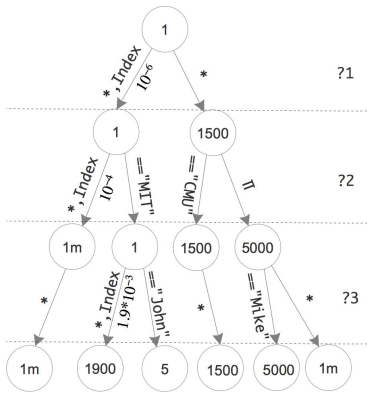 1
*,Index
10⁻⁶
*
?1
1
1500
*,Index
10⁻⁴
=="MIT"
=="CMU"
π
?2
1m
1
1500
5000
*
*,Index
1.9*10⁻³
=="John"
*
=="Mike"
*
?3
1m
1900
5
1500
5000
1m